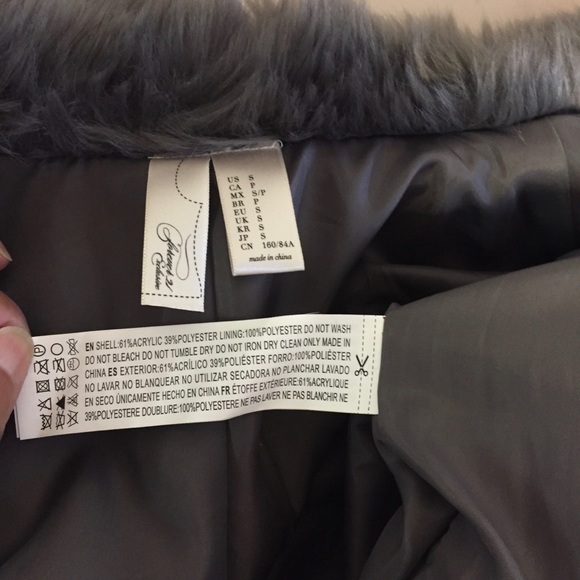 US S
CA P
MX S/P
BR P
EU S
UK S
KR S
JP S
CN 160/84A
made in china
Exclusive
EN SHELL:61%ACRYLIC 39%POLYESTER LINING:100%POLYESTER DO NOT WASH
DO NOT BLEACH DO NOT TUMBLE DRY DO NOT IRON DRY CLEAN ONLY MADE IN
CHINA ES EXTERIOR:61%ACRÍLICO 39%POLIÉSTER FORRO:100%POLIÉSTER
NO LAVAR NO BLANQUEAR NO UTILIZAR SECADORA NO PLANCHAR LAVADO
EN SECO ÚNICAMENTE HECHO EN CHINA FR ÉTOFFE EXTÉRIEURE:61%ACRYLIQUE
39%POLYESTERE DOUBLURE:100%POLYESTERE NE PAS LAVER NE PAS BLANCHIR NE